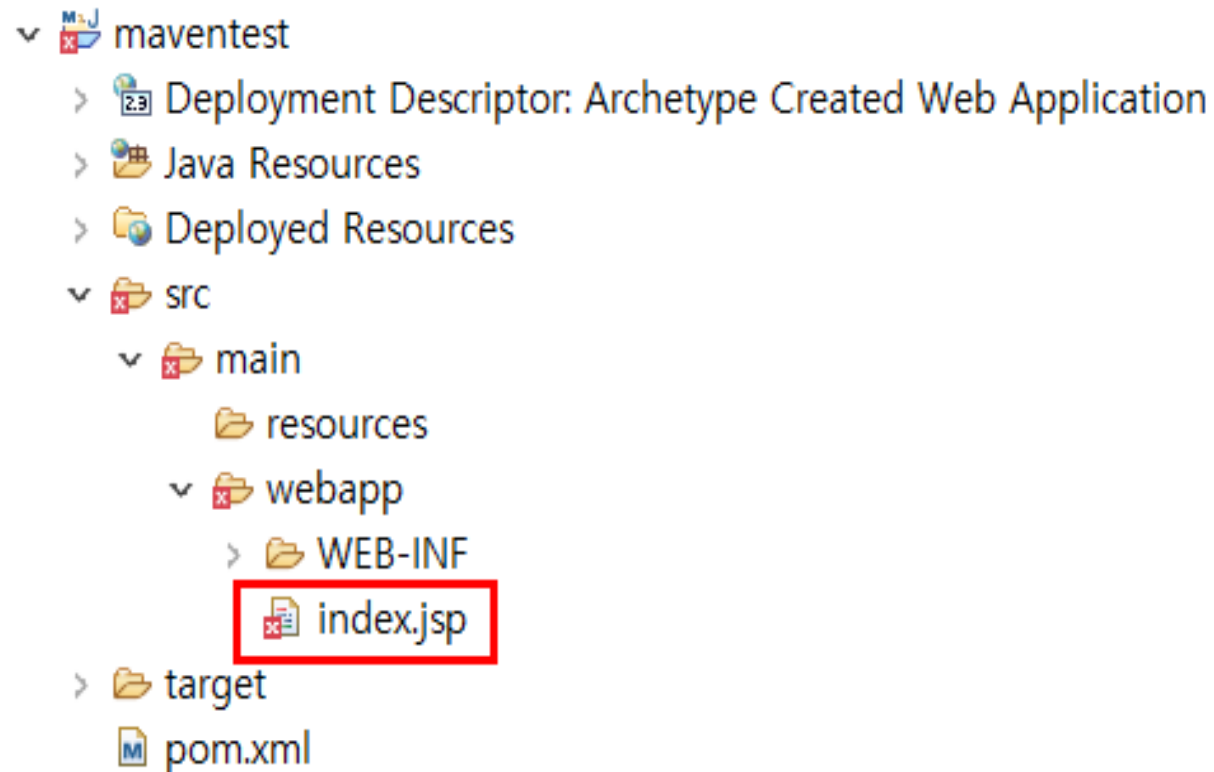 maventest
Deployment Descriptor: Archetype Created Web Application
Java Resources
Deployed Resources
src
main
resources
webapp
WEB-INF
index.jsp
target
pom.xml